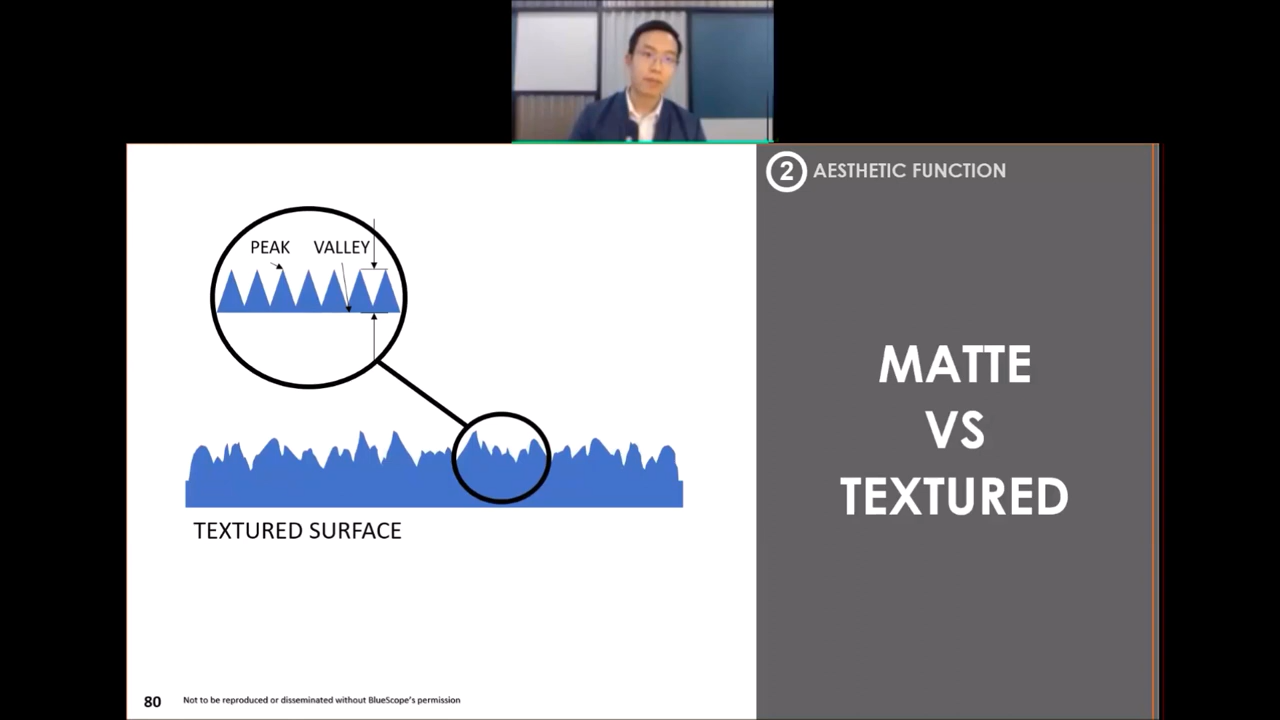 PEAK VALLEY
TEXTURED SURFACE
80 Not to be reproduced or disseminated without BlueScope's permission
2 AESTHETIC FUNCTION
MATTE
VS
TEXTURED